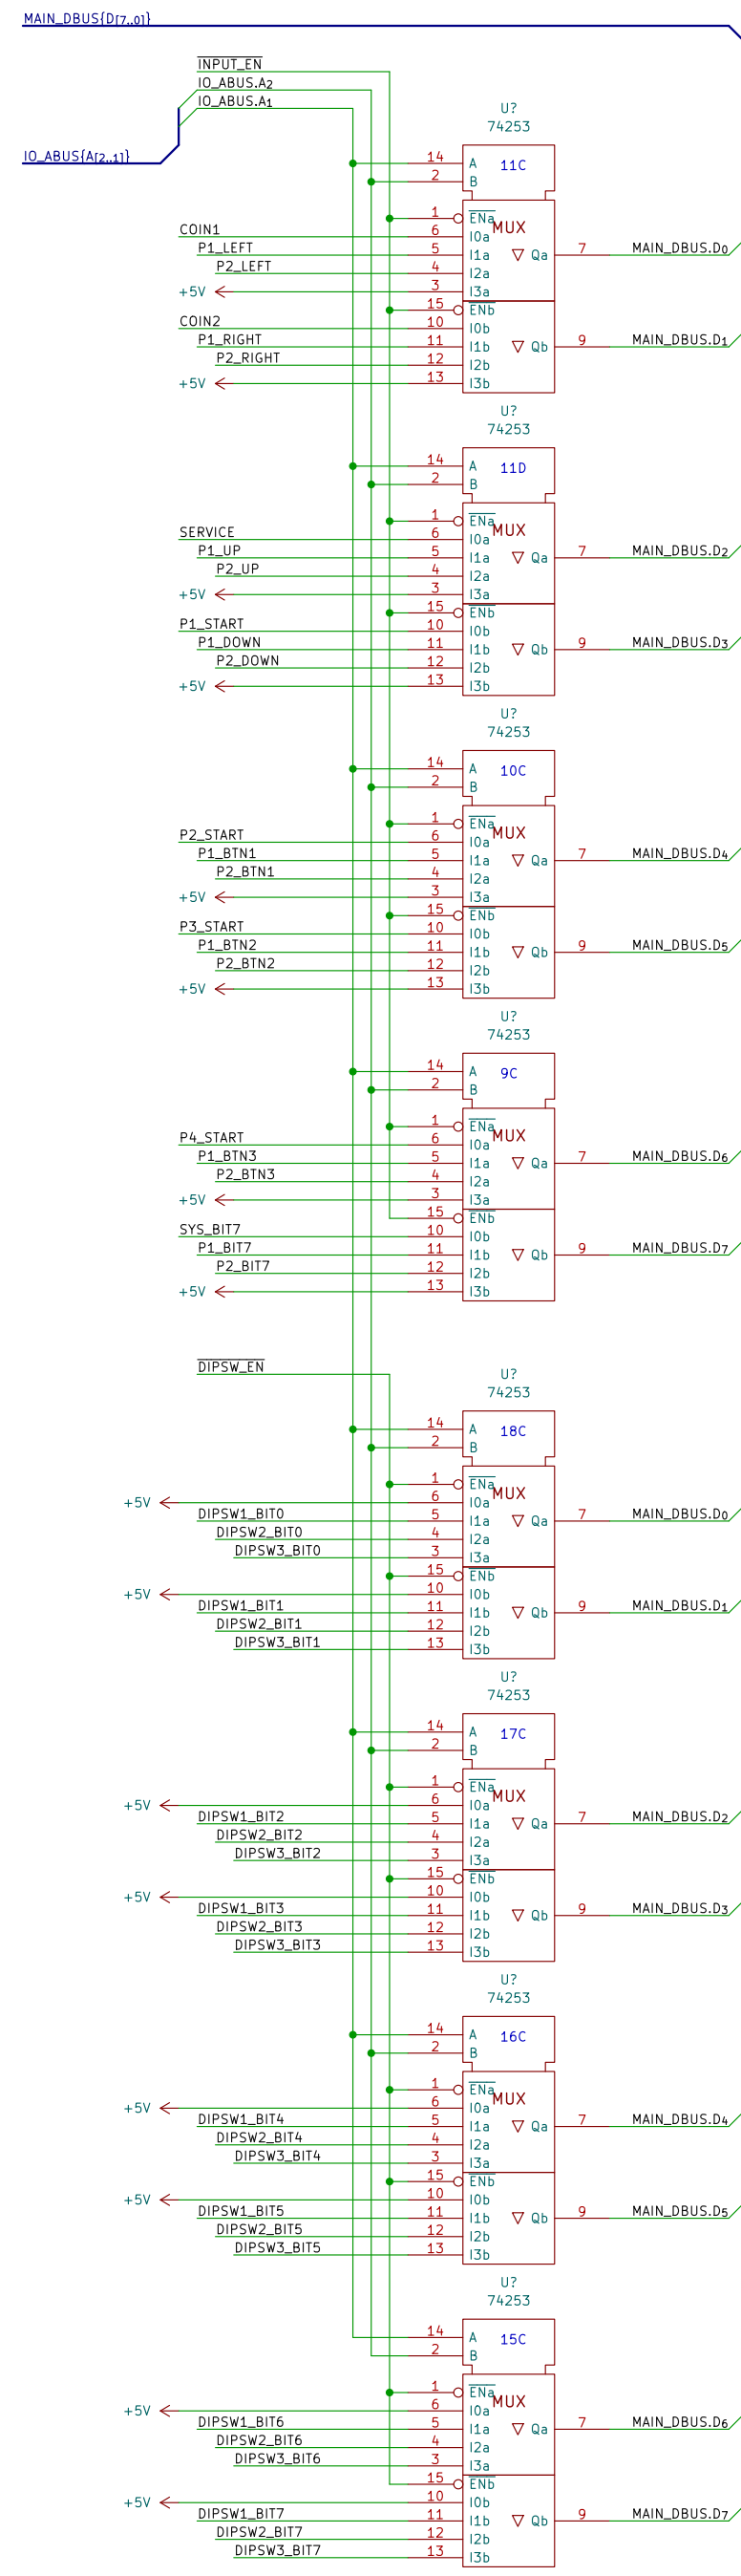 MAIN_DBUS{D[7..0]}
INPUT_EN
IO_ABUS.A2
IO_ABUS.A1
IO_ABUS{A[2..1]}
U?
74253
14 A 11C
2 B
1 ENa MUX
COIN1 6 I0a
P1_LEFT 5 I1a Qa 7 MAIN_DBUS.D0
P2_LEFT 4 I2a
+5V 3 I3a
15 ENb
COIN2 10 I0b
P1_RIGHT 11 I1b Qb 9 MAIN_DBUS.D1
P2_RIGHT 12 I2b
+5V 13 I3b
U?
74253
14 A 11D
2 B
1 ENa MUX
SERVICE 6 I0a
P1_UP 5 I1a Qa 7 MAIN_DBUS.D2
P2_UP 4 I2a
+5V 3 I3a
15 ENb
P1_START 10 I0b
P1_DOWN 11 I1b Qb 9 MAIN_DBUS.D3
P2_DOWN 12 I2b
+5V 13 I3b
U?
74253
14 A 10C
2 B
1 ENa MUX
P2_START 6 I0a
P1_BTN1 5 I1a Qa 7 MAIN_DBUS.D4
P2_BTN1 4 I2a
+5V 3 I3a
15 ENb
P3_START 10 I0b
P1_BTN2 11 I1b Qb 9 MAIN_DBUS.D5
P2_BTN2 12 I2b
+5V 13 I3b
U?
74253
14 A 9C
2 B
1 ENa MUX
P4_START 6 I0a
P1_BTN3 5 I1a Qa 7 MAIN_DBUS.D6
P2_BTN3 4 I2a
+5V 3 I3a
15 ENb
SYS_BIT7 10 I0b
P1_BIT7 11 I1b Qb 9 MAIN_DBUS.D7
P2_BIT7 12 I2b
+5V 13 I3b
DIPSW_EN
U?
74253
14 A 18C
2 B
1 ENa MUX
+5V 6 I0a
DIPSW1_BIT0 5 I1a Qa 7 MAIN_DBUS.D0
DIPSW2_BIT0 4 I2a
DIPSW3_BIT0 3 I3a
15 ENb
+5V 10 I0b
DIPSW1_BIT1 11 I1b Qb 9 MAIN_DBUS.D1
DIPSW2_BIT1 12 I2b
DIPSW3_BIT1 13 I3b
U?
74253
14 A 17C
2 B
1 ENa MUX
+5V 6 I0a
DIPSW1_BIT2 5 I1a Qa 7 MAIN_DBUS.D2
DIPSW2_BIT2 4 I2a
DIPSW3_BIT2 3 I3a
15 ENb
+5V 10 I0b
DIPSW1_BIT3 11 I1b Qb 9 MAIN_DBUS.D3
DIPSW2_BIT3 12 I2b
DIPSW3_BIT3 13 I3b
U?
74253
14 A 16C
2 B
1 ENa MUX
+5V 6 I0a
DIPSW1_BIT4 5 I1a Qa 7 MAIN_DBUS.D4
DIPSW2_BIT4 4 I2a
DIPSW3_BIT4 3 I3a
15 ENb
+5V 10 I0b
DIPSW1_BIT5 11 I1b Qb 9 MAIN_DBUS.D5
DIPSW2_BIT5 12 I2b
DIPSW3_BIT5 13 I3b
U?
74253
14 A 15C
2 B
1 ENa MUX
+5V 6 I0a
DIPSW1_BIT6 5 I1a Qa 7 MAIN_DBUS.D6
DIPSW2_BIT6 4 I2a
DIPSW3_BIT6 3 I3a
15 ENb
+5V 10 I0b
DIPSW1_BIT7 11 I1b Qb 9 MAIN_DBUS.D7
DIPSW2_BIT7 12 I2b
DIPSW3_BIT7 13 I3b